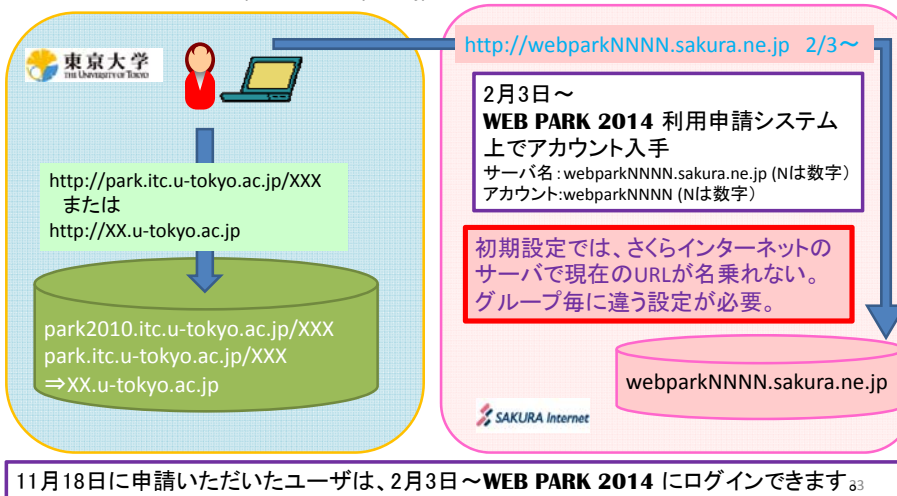 東京大学
THE UNIVERSITY OF TOKYO
http://park.itc.u-tokyo.ac.jp/XXX
または
http://XX.u-tokyo.ac.jp
park2010.itc.u-tokyo.ac.jp/XXX
park.itc.u-tokyo.ac.jp/XXX
⇒XX.u-tokyo.ac.jp
http://webparkNNNN.sakura.ne.jp 2/3～
2月3日～
WEB PARK 2014 利用申請システム
上でアカウント入手
サーバ名：webparkNNNN.sakura.ne.jp (Nは数字)
アカウント:webparkNNNN (Nは数字)
初期設定では、さくらインターネットの
サーバで現在のURLが名乗れない。
グループ毎に違う設定が必要。
webparkNNNN.sakura.ne.jp
SAKURA Internet
11月18日に申請いただいたユーザは、2月3日～WEB PARK 2014 にログインできます。
33